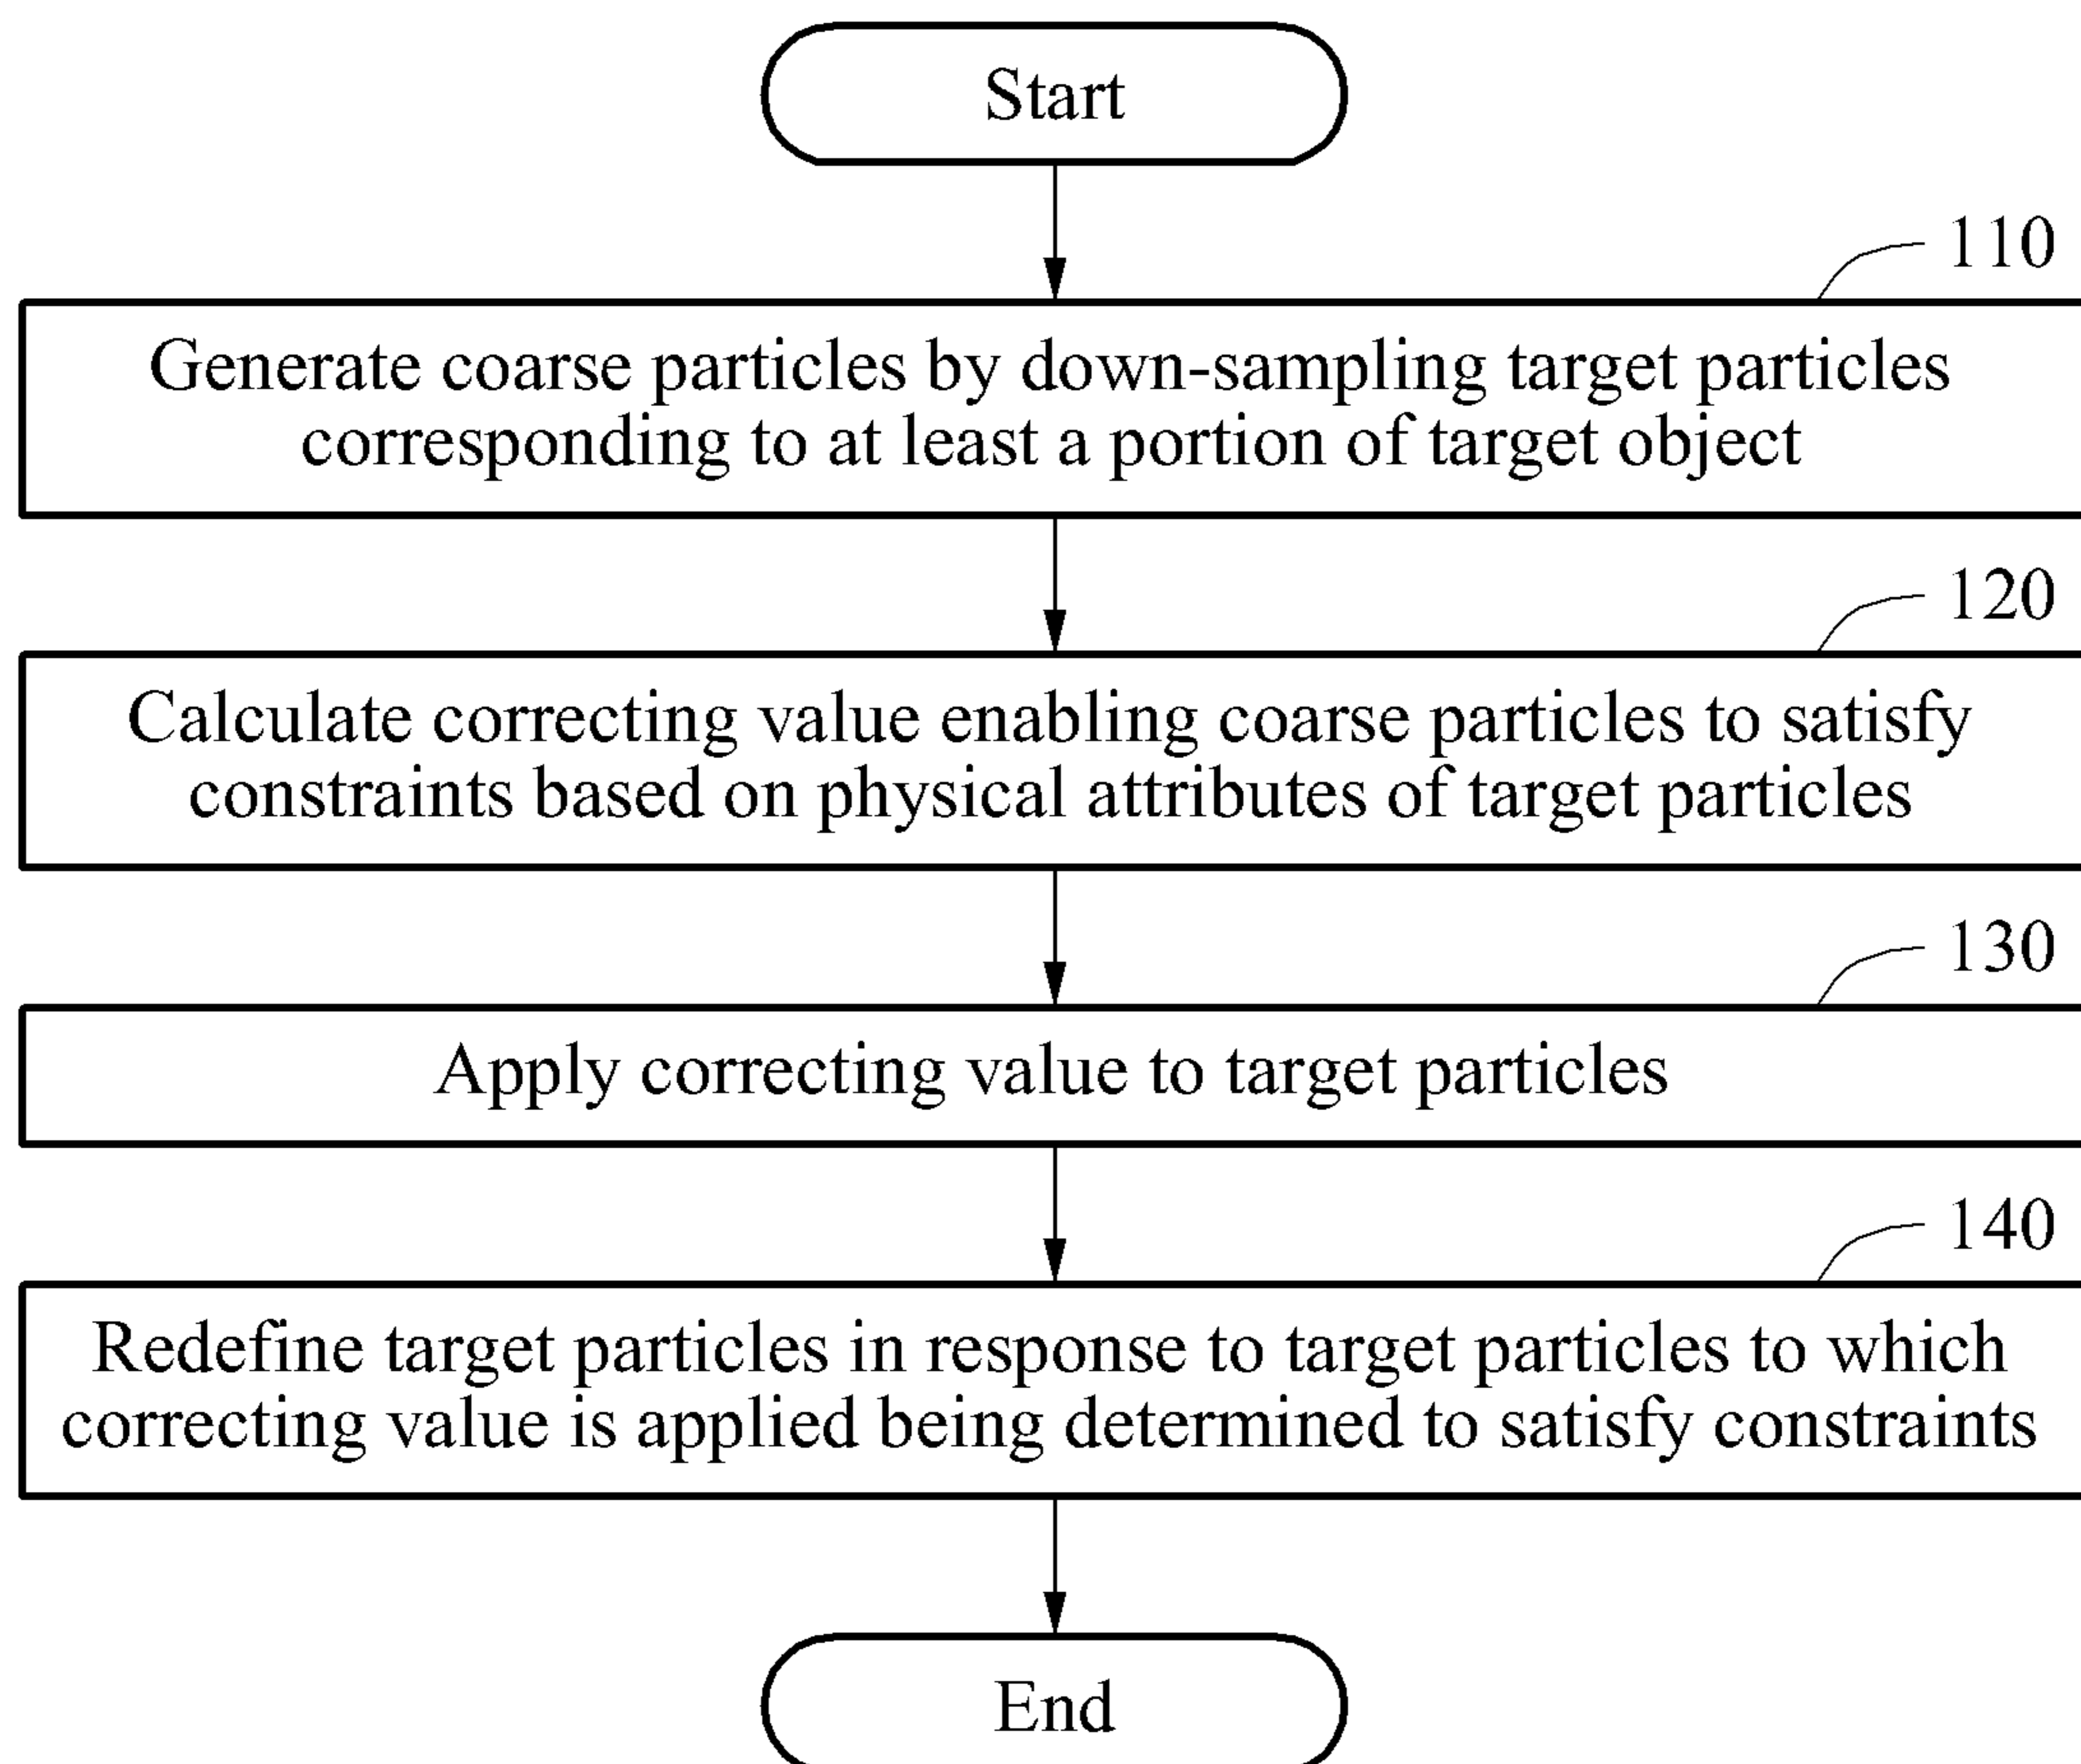 Start
110
Generate coarse particles by down-sampling target particles
corresponding to at least a portion of target object
120
Calculate correcting value enabling coarse particles to satisfy
constraints based on physical attributes of target particles
130
Apply correcting value to target particles
140
Redefine target particles in response to target particles to which
correcting value is applied being determined to satisfy constraints
End